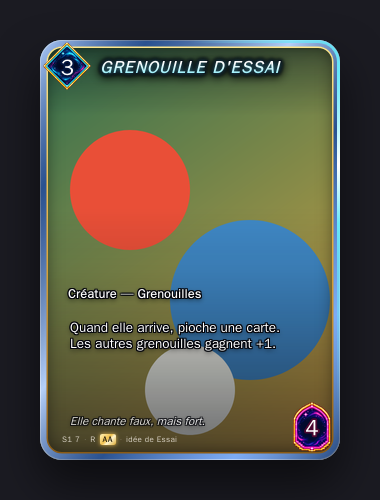 3
GRENOUILLE D'ESSAI
Créature — Grenouilles
Quand elle arrive, pioche une carte.
Les autres grenouilles gagnent +1.
Elle chante faux, mais fort.
S1 7 · R AA · idée de Essai
4